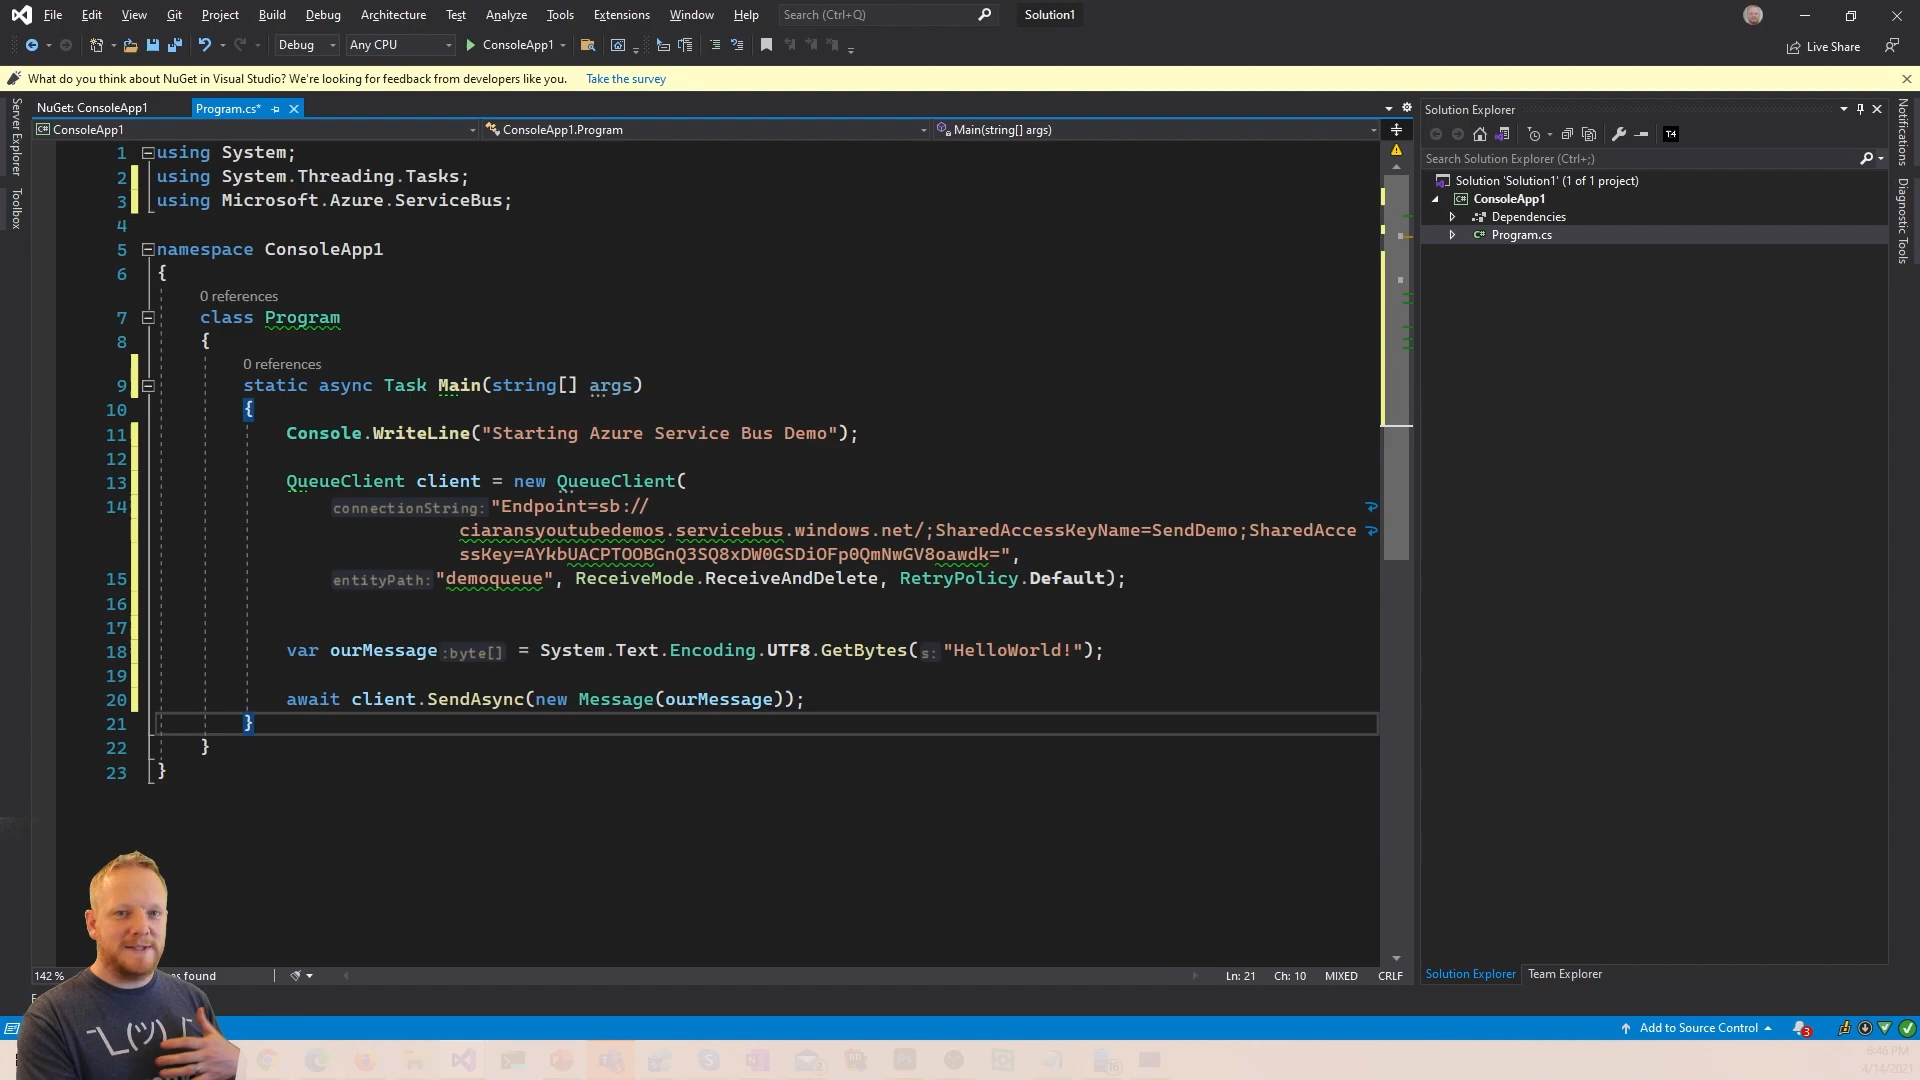 File Edit View Git Project Build Debug Architecture Test Analyze Tools Extensions Window Help Search (Ctrl+Q) Solution1
Debug Any CPU ConsoleApp1 Live Share
What do you think about NuGet in Visual Studio? We're looking for feedback from developers like you. Take the survey
Server Explorer
Toolbox
NuGet: ConsoleApp1 Program.cs*
ConsoleApp1 ConsoleApp1.Program Main(string[] args)
1 using System;
2 using System.Threading.Tasks;
3 using Microsoft.Azure.ServiceBus;
4
5 namespace ConsoleApp1
6 {
0 references
7 class Program
8 {
0 references
9 static async Task Main(string[] args)
10 {
11 Console.WriteLine("Starting Azure Service Bus Demo");
12
13 QueueClient client = new QueueClient(
14 connectionString: "Endpoint=sb://
ciaransyoutubedemos.servicebus.windows.net/;SharedAccessKeyName=SendDemo;SharedAcce
ssKey=AYkbUACPTOOBGnQ3SQ8xDW0GSDiOFp0QmNwGV8oawdk=",
15 entityPath: "demoqueue", ReceiveMode.ReceiveAndDelete, RetryPolicy.Default);
16
17
18 var ourMessage :byte[] = System.Text.Encoding.UTF8.GetBytes( s: "HelloWorld!");
19
20 await client.SendAsync(new Message(ourMessage));
21 }
22 }
23 }
142 % found Ln: 21 Ch: 10 MIXED CRLF
Solution Explorer
Search Solution Explorer (Ctrl+;)
Solution 'Solution1' (1 of 1 project)
ConsoleApp1
Dependencies
Program.cs
Solution Explorer Team Explorer
Notifications
Diagnostic Tools
Add to Source Control 3
6:46 PM
4/14/2021